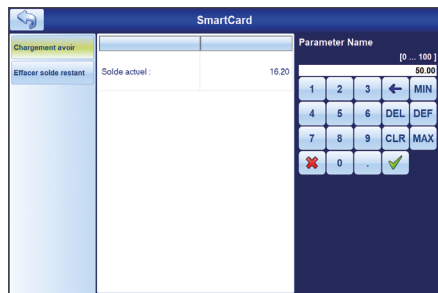 SmartCard
Chargement avoir
Effacer solde restant
Solde actuel : 16.20
Parameter Name
[0 ... 100 ]
50.00
1 2 3 ← MIN
4 5 6 DEL DEF
7 8 9 CLR MAX
0 .